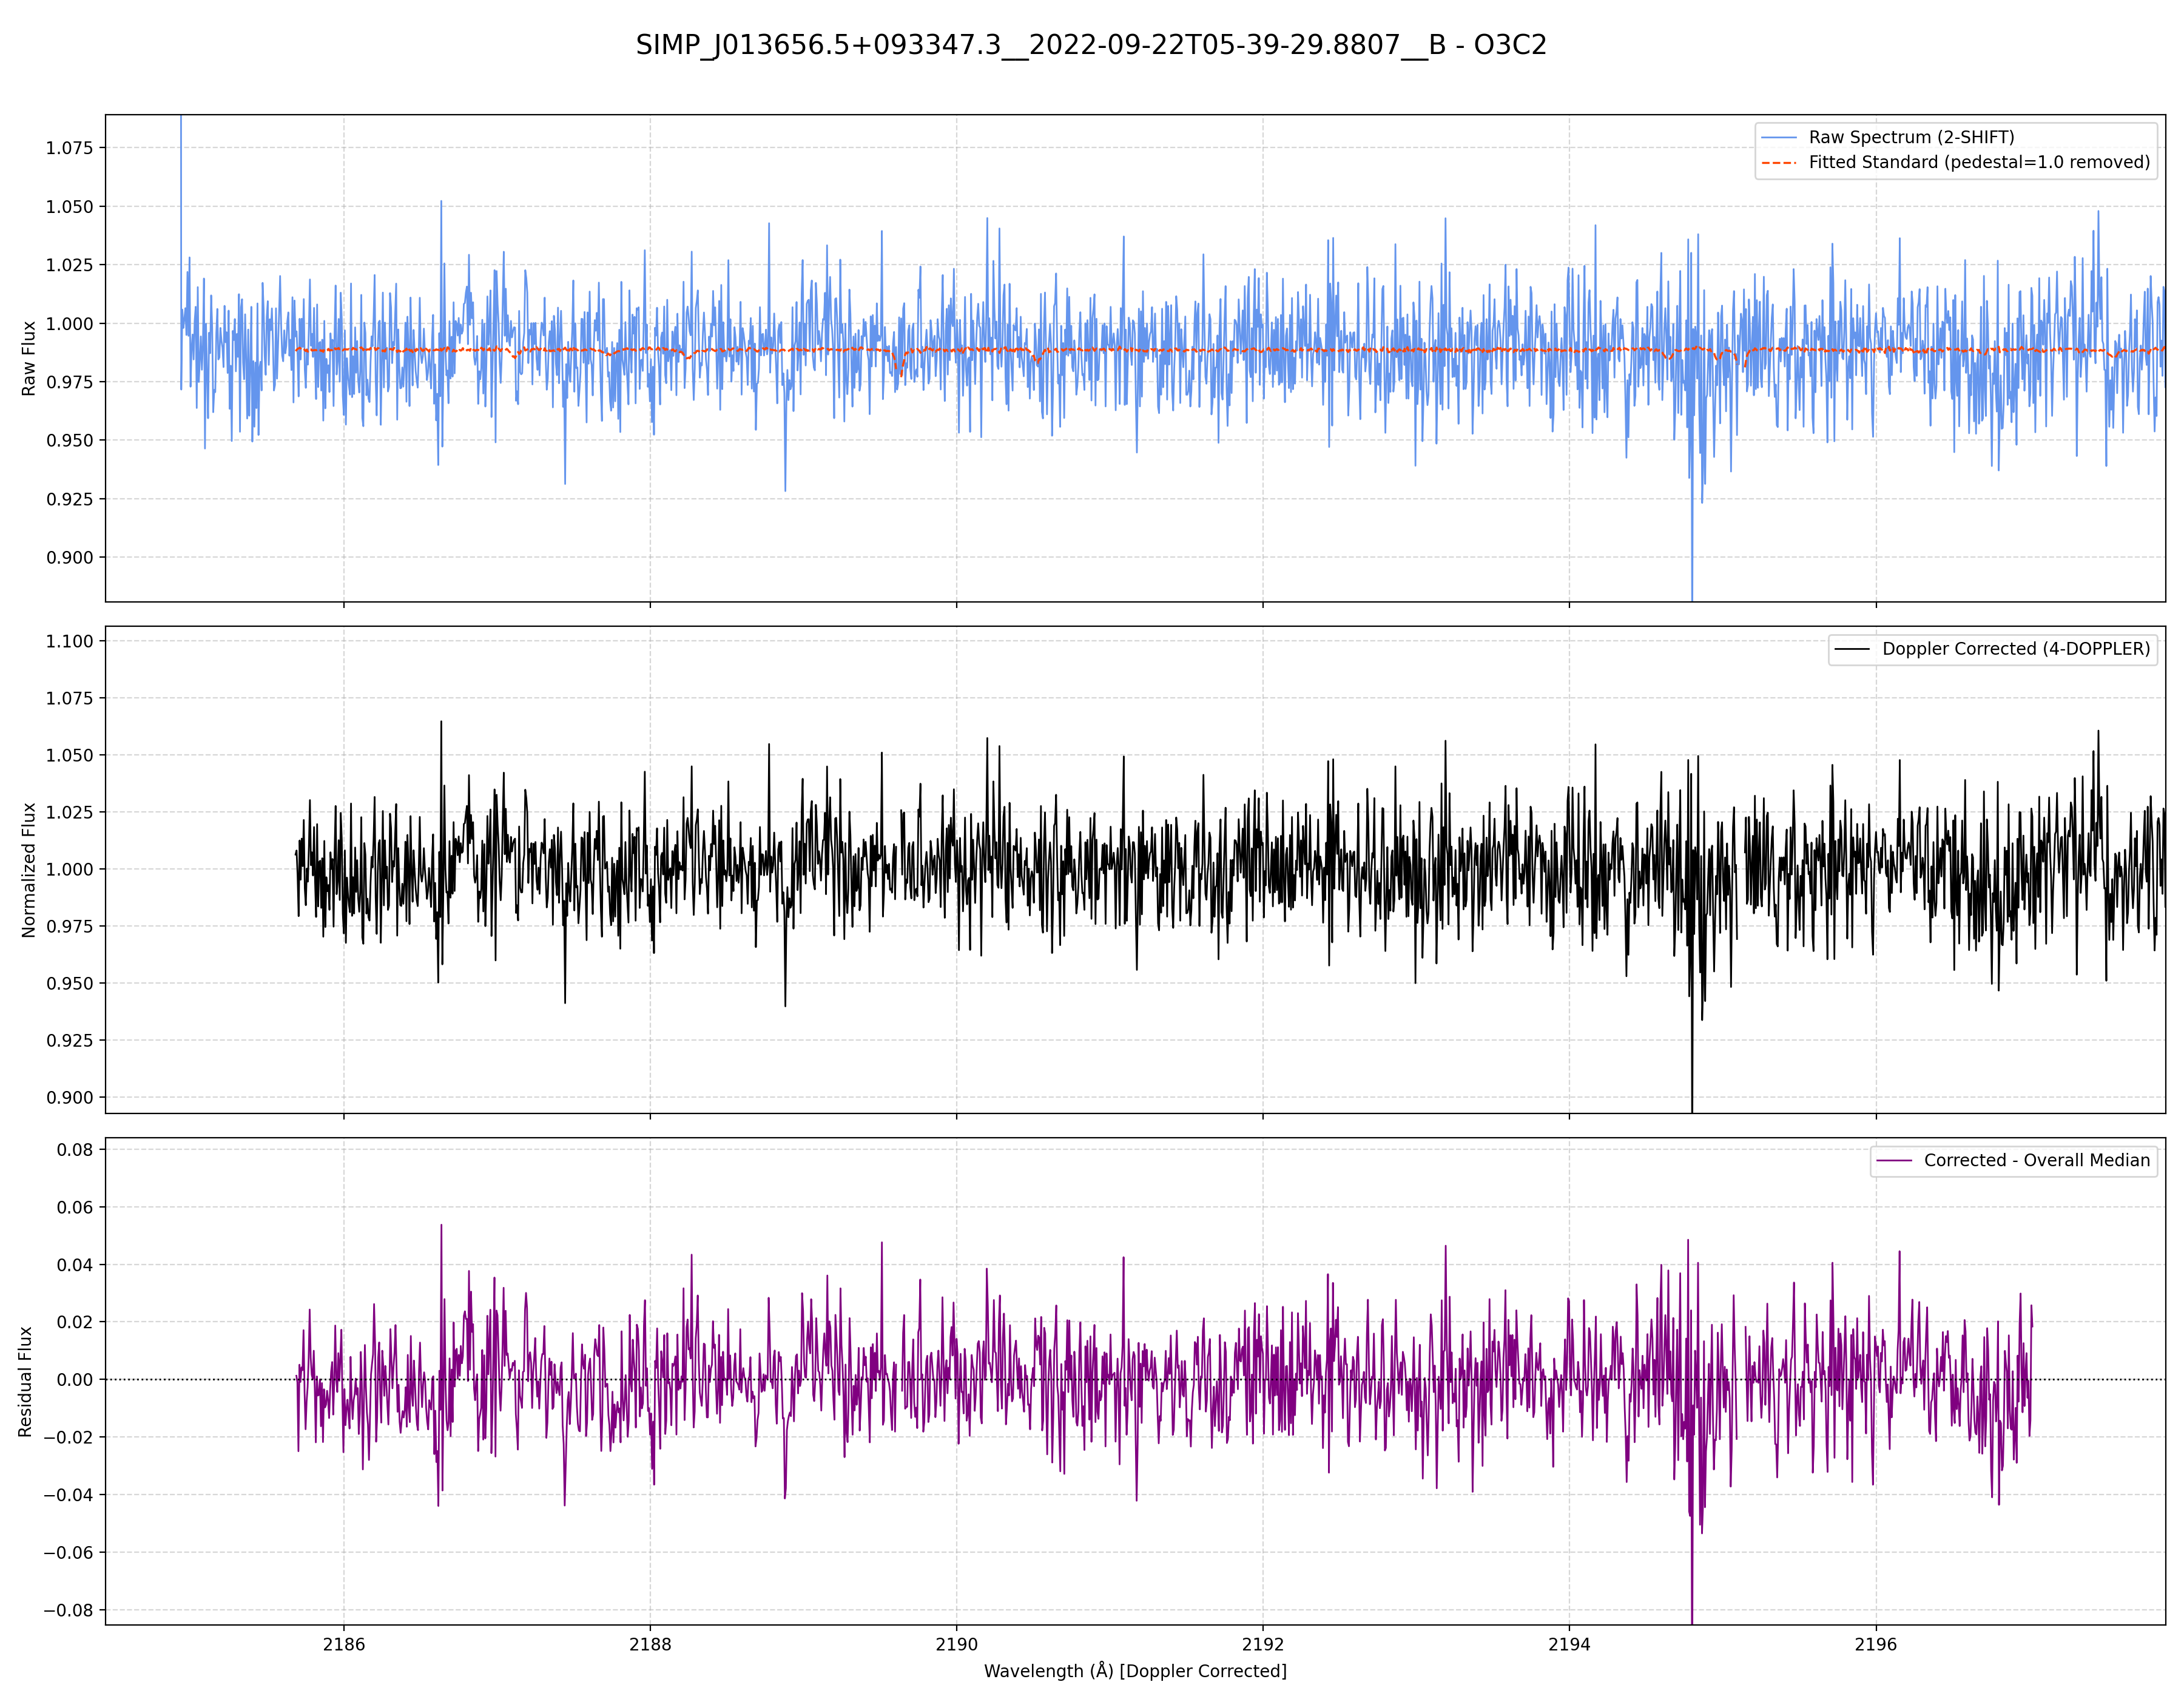 SIMP_J013656.5+093347.3__2022-09-22T05-39-29.8807__B - O3C2
Raw Flux
1.075
1.050
1.025
1.000
0.975
0.950
0.925
0.900
Raw Spectrum (2-SHIFT)
Fitted Standard (pedestal=1.0 removed)
Normalized Flux
1.100
1.075
1.050
1.025
1.000
0.975
0.950
0.925
0.900
Doppler Corrected (4-DOPPLER)
Residual Flux
0.08
0.06
0.04
0.02
0.00
−0.02
−0.04
−0.06
−0.08
Corrected - Overall Median
2186 2188 2190 2192 2194 2196
Wavelength (Å) [Doppler Corrected]